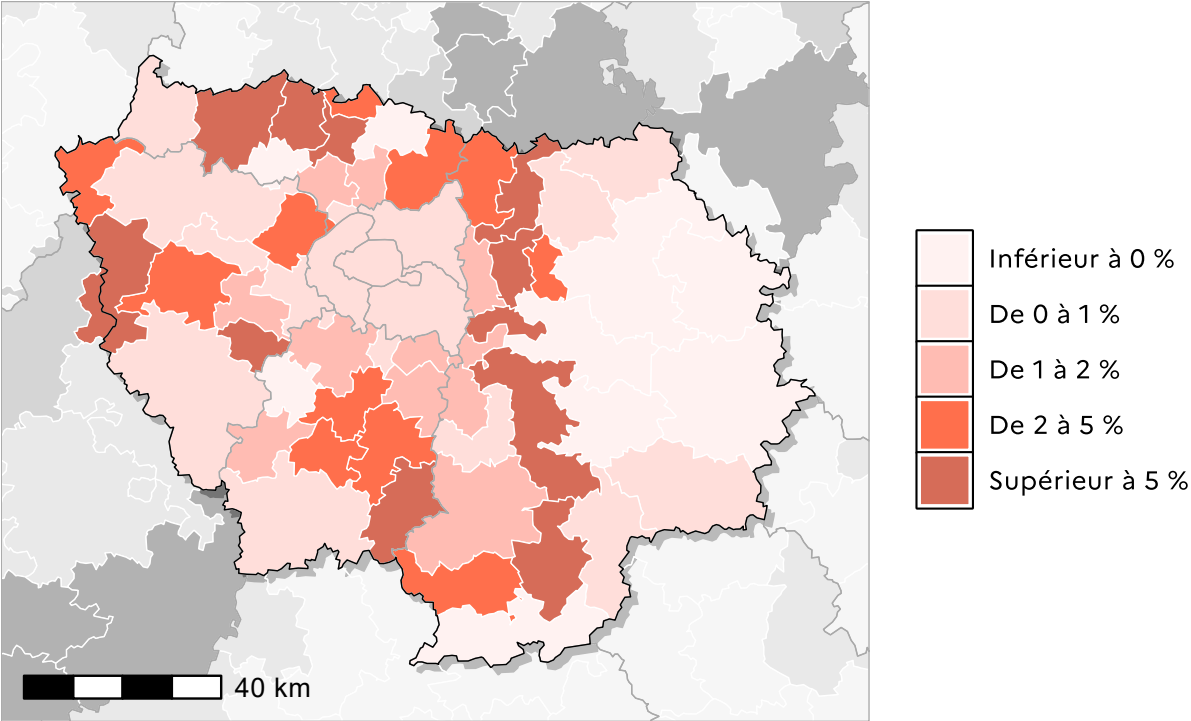 Inférieur à 0 %
De 0 à 1 %
De 1 à 2 %
De 2 à 5 %
Supérieur à 5 %
40 km